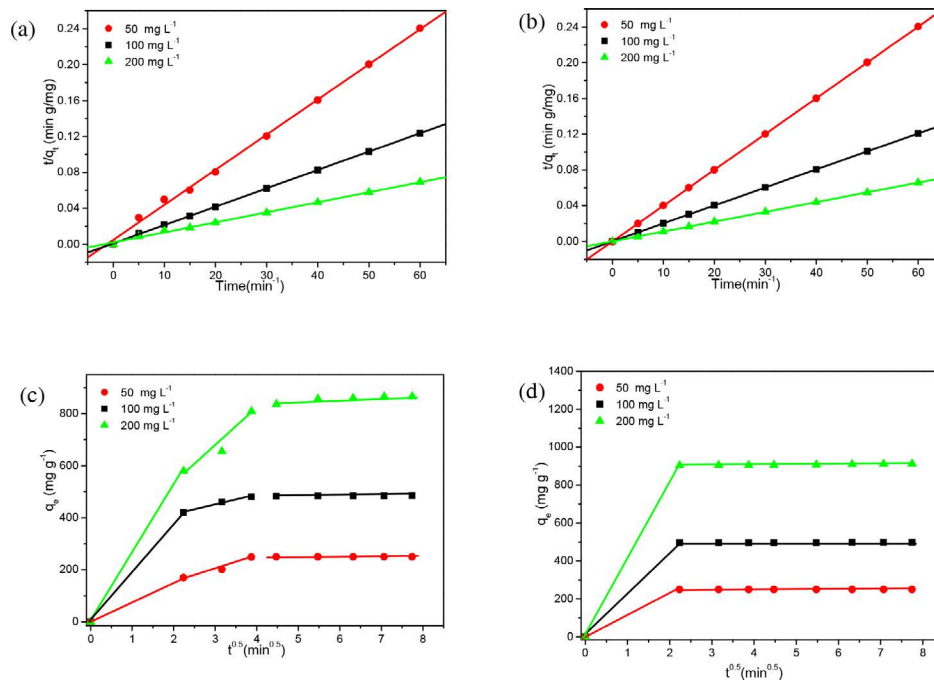 (a)
50 mg L⁻¹
100 mg L⁻¹
200 mg L⁻¹
t/qₜ (min g/mg)
0.24
0.20
0.16
0.12
0.08
0.04
0.00
0 10 20 30 40 50 60
Time(min⁻¹)
(b)
50 mg L⁻¹
100 mg L⁻¹
200 mg L⁻¹
t/qₜ (min g/mg)
0.24
0.20
0.16
0.12
0.08
0.04
0.00
0 10 20 30 40 50 60
Time(min⁻¹)
(c)
50 mg L⁻¹
100 mg L⁻¹
200 mg L⁻¹
qₑ (mg g⁻¹)
800
600
400
200
0
0 1 2 3 4 5 6 7 8
t⁰·⁵(min⁰·⁵)
(d)
50 mg L⁻¹
100 mg L⁻¹
200 mg L⁻¹
qₑ (mg g⁻¹)
1400
1200
1000
800
600
400
200
0
0 1 2 3 4 5 6 7 8
t⁰·⁵(min⁰·⁵)